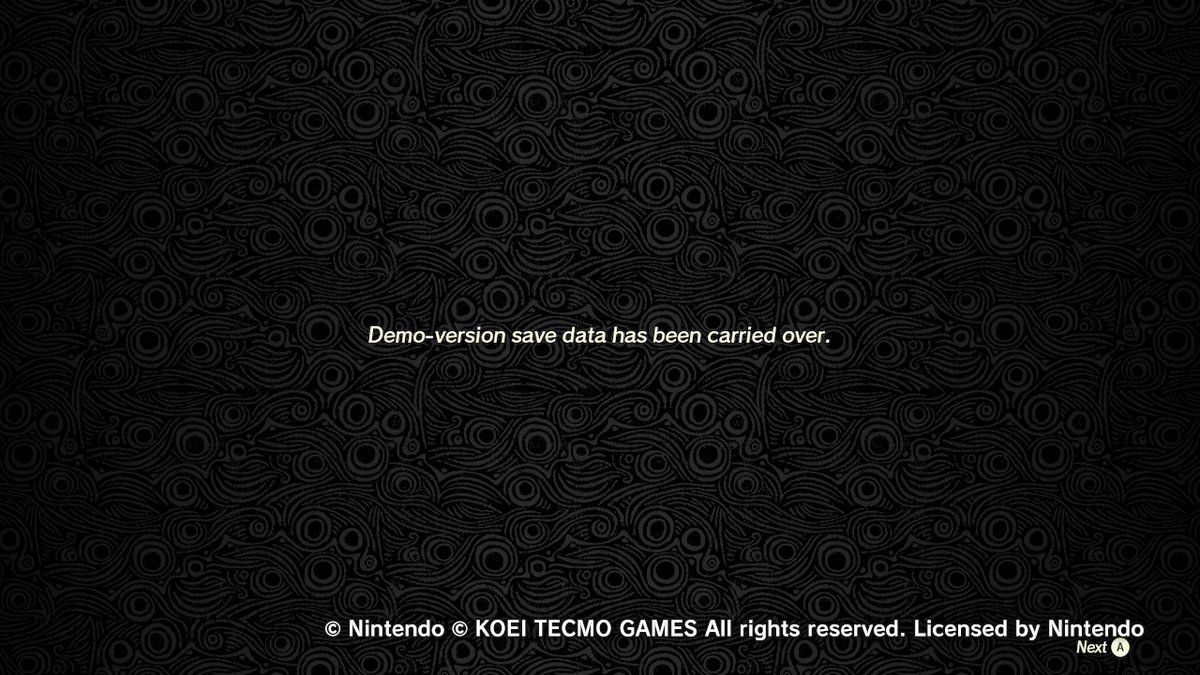 Demo-version save data has been carried over.
© Nintendo © KOEI TECMO GAMES All rights reserved. Licensed by Nintendo
Next A